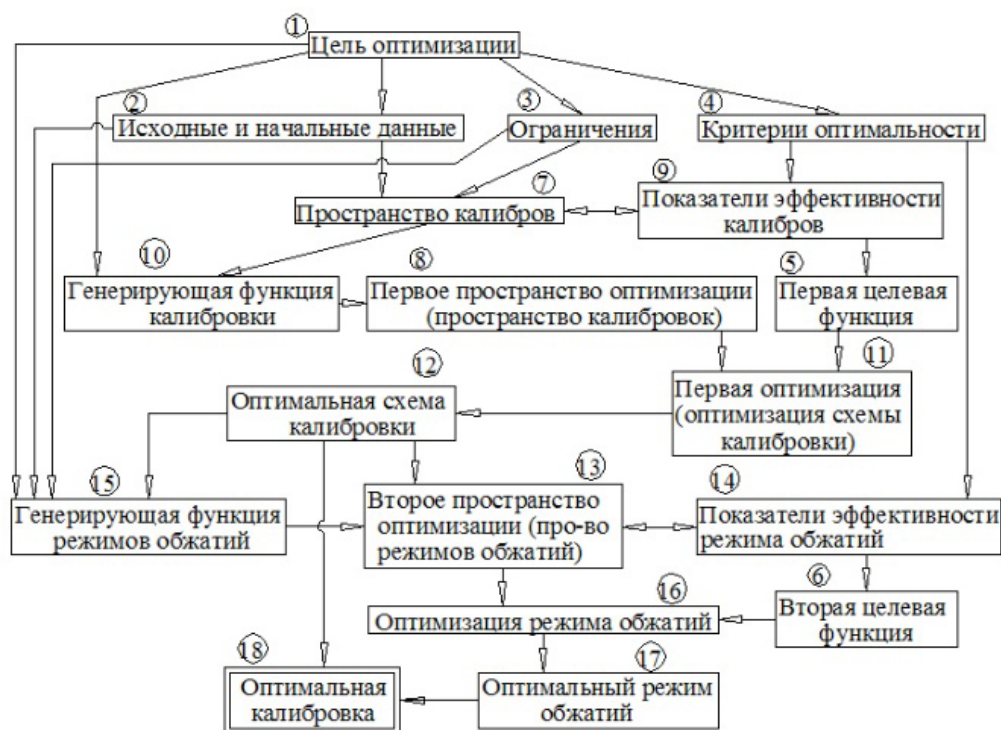 1
Цель оптимизации
2
Исходные и начальные данные
3
Ограничения
4
Критерии оптимальности
7
Пространство калибров
9
Показатели эффективности
калибров
10
Генерирующая функция
калибровки
8
Первое пространство оптимизации
(пространство калибровок)
5
Первая целевая
функция
12
Оптимальная схема
калибровки
11
Первая оптимизация
(оптимизация схемы
калибровки)
15
Генерирующая функция
режимов обжатий
13
Второе пространство
оптимизации (про-во
режимов обжатий)
14
Показатели эффективности
режима обжатий
16
Оптимизация режима обжатий
6
Вторая целевая
функция
18
Оптимальная
калибровка
17
Оптимальный режим
обжатий